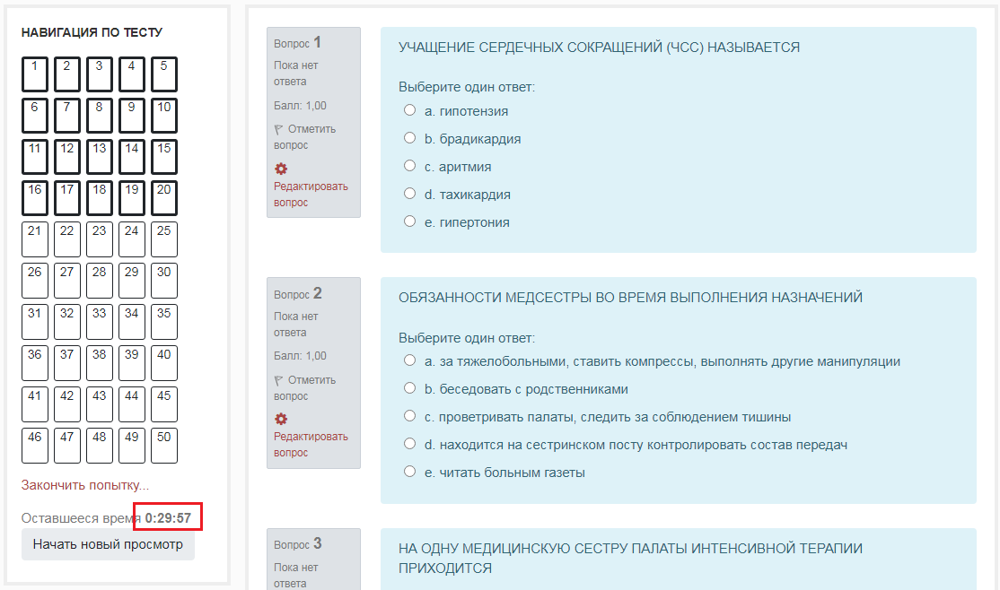 НАВИГАЦИЯ ПО ТЕСТУ
1 2 3 4 5
6 7 8 9 10
11 12 13 14 15
16 17 18 19 20
21 22 23 24 25
26 27 28 29 30
31 32 33 34 35
36 37 38 39 40
41 42 43 44 45
46 47 48 49 50
Закончить попытку...
Оставшееся время 0:29:57
Начать новый просмотр
Вопрос 1
Пока нет
ответа
Балл: 1,00
Отметить
вопрос
Редактировать
вопрос
УЧАЩЕНИЕ СЕРДЕЧНЫХ СОКРАЩЕНИЙ (ЧСС) НАЗЫВАЕТСЯ
Выберите один ответ:
a. гипотензия
b. брадикардия
c. аритмия
d. тахикардия
e. гипертония
Вопрос 2
Пока нет
ответа
Балл: 1,00
Отметить
вопрос
Редактировать
вопрос
ОБЯЗАННОСТИ МЕДСЕСТРЫ ВО ВРЕМЯ ВЫПОЛНЕНИЯ НАЗНАЧЕНИЙ
Выберите один ответ:
a. за тяжелобольными, ставить компрессы, выполнять другие манипуляции
b. беседовать с родственниками
c. проветривать палаты, следить за соблюдением тишины
d. находится на сестринском посту контролировать состав передач
e. читать больным газеты
Вопрос 3
Пока нет
ответа
НА ОДНУ МЕДИЦИНСКУЮ СЕСТРУ ПАЛАТЫ ИНТЕНСИВНОЙ ТЕРАПИИ
ПРИХОДИТСЯ